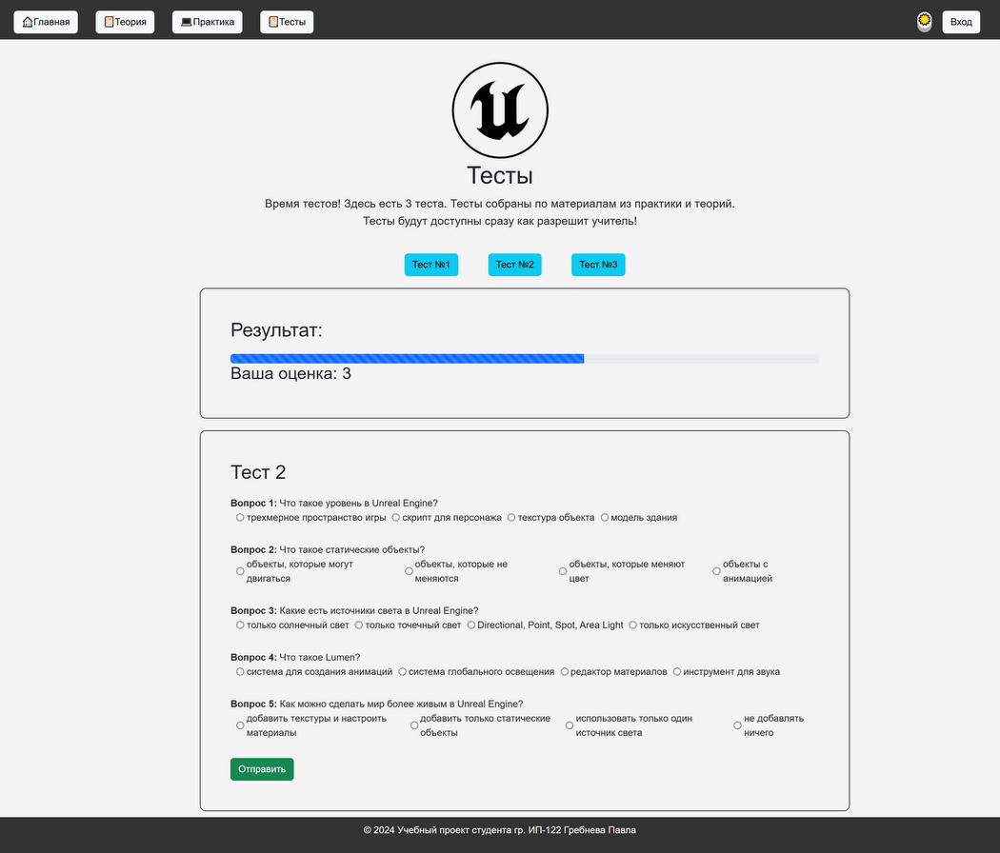 Главная Теория Практика Тесты Вход
Тесты
Время тестов! Здесь есть 3 теста. Тесты собраны по материалам из практики и теорий.
Тесты будут доступны сразу как разрешит учитель!
Тест №1 Тест №2 Тест №3
Результат:
Ваша оценка: 3
Тест 2
Вопрос 1: Что такое уровень в Unreal Engine?
трехмерное пространство игры скрипт для персонажа текстура объекта модель здания
Вопрос 2: Что такое статические объекты?
объекты, которые могут двигаться
объекты, которые не меняются
объекты, которые меняют цвет
объекты с анимацией
Вопрос 3: Какие есть источники света в Unreal Engine?
только солнечный свет только точечный свет Directional, Point, Spot, Area Light только искусственный свет
Вопрос 4: Что такое Lumen?
система для создания анимаций система глобального освещения редактор материалов инструмент для звука
Вопрос 5: Как можно сделать мир более живым в Unreal Engine?
добавить текстуры и настроить материалы
добавить только статические объекты
использовать только один источник света
не добавлять ничего
Отправить
© 2024 Учебный проект студента гр. ИП-122 Гребнева Павла